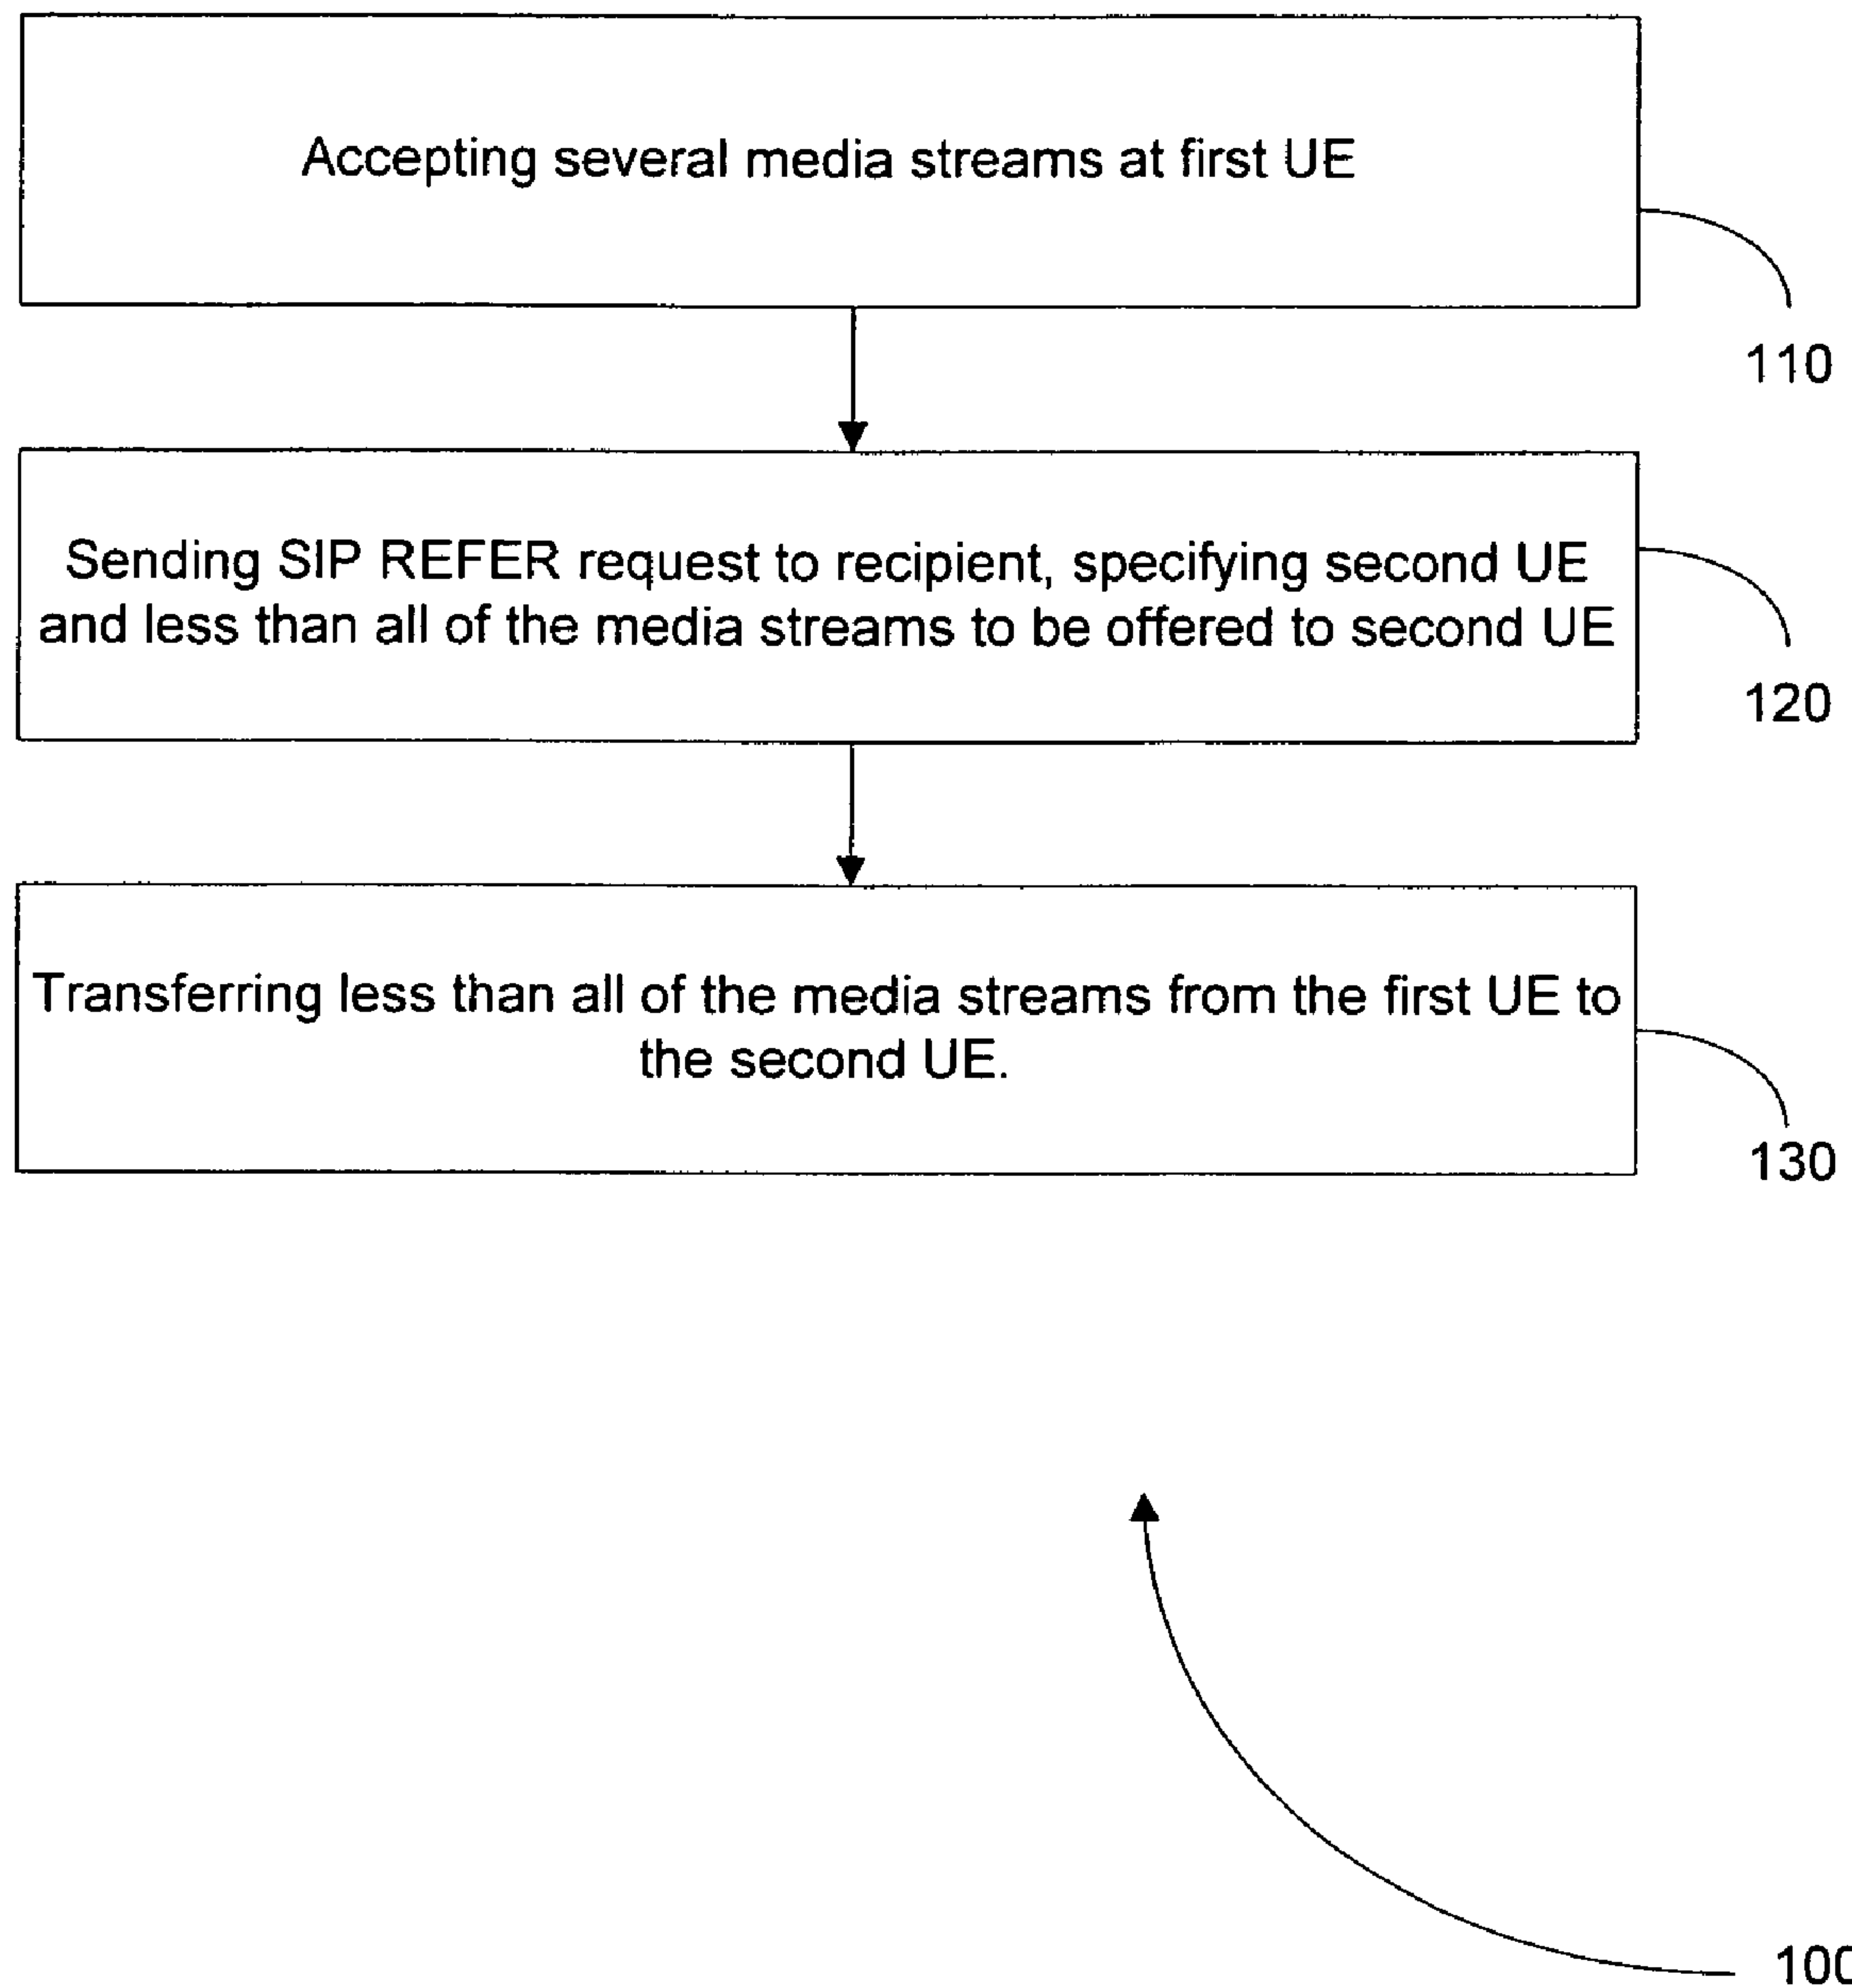 Accepting several media streams at first UE
110
Sending SIP REFER request to recipient, specifying second UE
and less than all of the media streams to be offered to second UE
120
Transferring less than all of the media streams from the first UE to
the second UE.
130
100